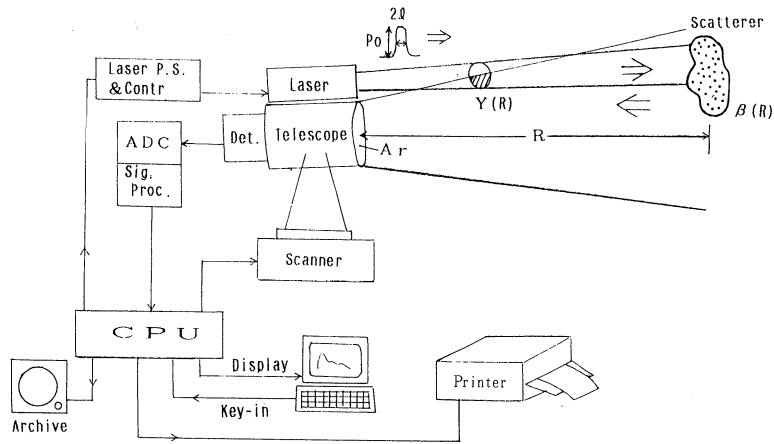 2ℓ
Scatterer
Po
Laser P.S.
&Contr
Laser
Y(R)
β(R)
ADC
Det.
Telescope
R
Ar
Sig.
Proc.
Scanner
CPU
Display
Printer
Key-in
Archive